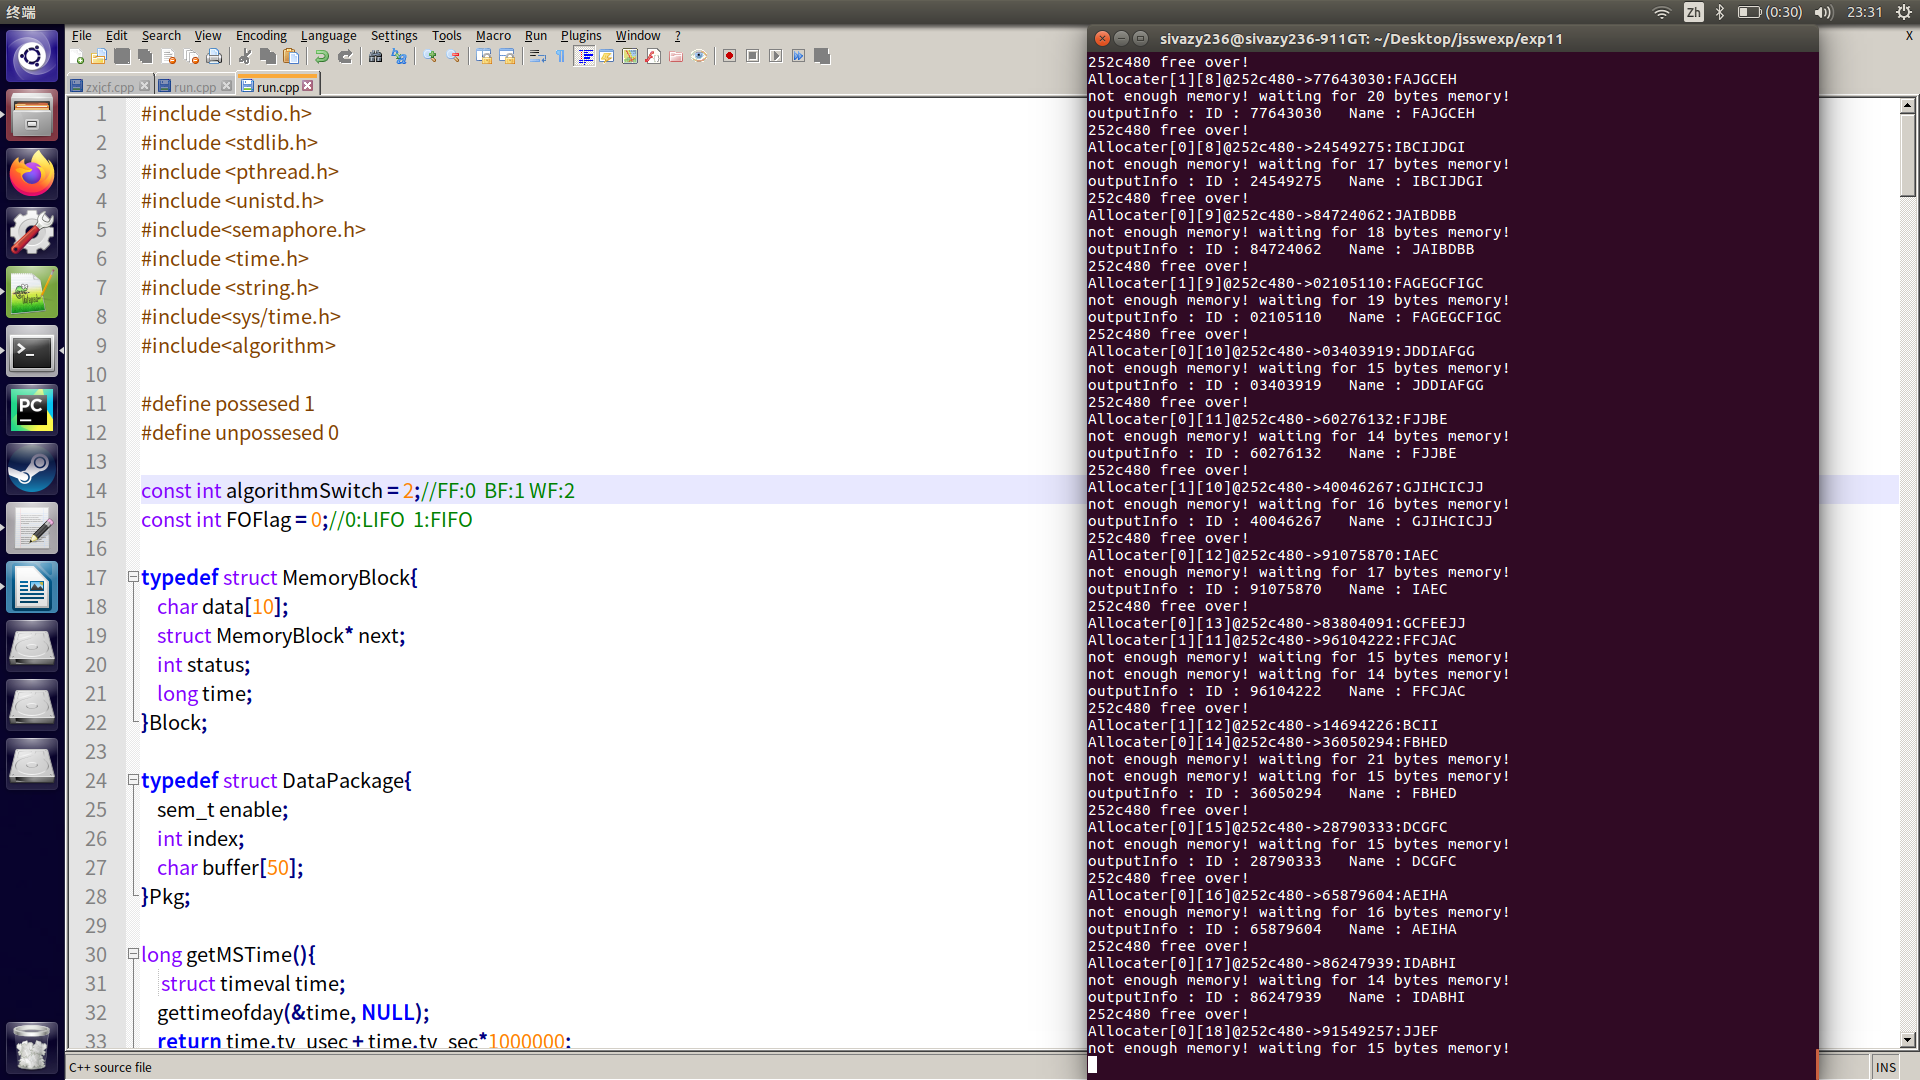 终端
Zh
(0:30)
23:31
File Edit Search View Encoding Language Settings Tools Macro Run Plugins Window ?
X
zxjcf.cpp
run.cpp
run.cpp
1 #include <stdio.h>
2 #include <stdlib.h>
3 #include <pthread.h>
4 #include <unistd.h>
5 #include<semaphore.h>
6 #include <time.h>
7 #include <string.h>
8 #include<sys/time.h>
9 #include<algorithm>
10
11 #define possesed 1
12 #define unpossesed 0
13
14 const int algorithmSwitch = 2;//FF:0 BF:1 WF:2
15 const int FOFlag = 0;//0:LIFO 1:FIFO
16
17 typedef struct MemoryBlock{
18 char data[10];
19 struct MemoryBlock* next;
20 int status;
21 long time;
22 }Block;
23
24 typedef struct DataPackage{
25 sem_t enable;
26 int index;
27 char buffer[50];
28 }Pkg;
29
30 long getMSTime(){
31 struct timeval time;
32 gettimeofday(&time, NULL);
33 return time.tv_usec + time.tv_sec*1000000;
C++ source file
INS
sivazy236@sivazy236-911GT: ~/Desktop/jsswexp/exp11
252c480 free over!
Allocater[1][8]@252c480->77643030:FAJGCEH
not enough memory! waiting for 20 bytes memory!
outputInfo : ID : 77643030 Name : FAJGCEH
252c480 free over!
Allocater[0][8]@252c480->24549275:IBCIJDGI
not enough memory! waiting for 17 bytes memory!
outputInfo : ID : 24549275 Name : IBCIJDGI
252c480 free over!
Allocater[0][9]@252c480->84724062:JAIBDBB
not enough memory! waiting for 18 bytes memory!
outputInfo : ID : 84724062 Name : JAIBDBB
252c480 free over!
Allocater[1][9]@252c480->02105110:FAGEGCFIGC
not enough memory! waiting for 19 bytes memory!
outputInfo : ID : 02105110 Name : FAGEGCFIGC
252c480 free over!
Allocater[0][10]@252c480->03403919:JDDIAFGG
not enough memory! waiting for 15 bytes memory!
outputInfo : ID : 03403919 Name : JDDIAFGG
252c480 free over!
Allocater[0][11]@252c480->60276132:FJJBE
not enough memory! waiting for 14 bytes memory!
outputInfo : ID : 60276132 Name : FJJBE
252c480 free over!
Allocater[1][10]@252c480->40046267:GJIHCICJJ
not enough memory! waiting for 16 bytes memory!
outputInfo : ID : 40046267 Name : GJIHCICJJ
252c480 free over!
Allocater[0][12]@252c480->91075870:IAEC
not enough memory! waiting for 17 bytes memory!
outputInfo : ID : 91075870 Name : IAEC
252c480 free over!
Allocater[0][13]@252c480->83804091:GCFEEJJ
Allocater[1][11]@252c480->96104222:FFCJAC
not enough memory! waiting for 15 bytes memory!
not enough memory! waiting for 14 bytes memory!
outputInfo : ID : 96104222 Name : FFCJAC
252c480 free over!
Allocater[1][12]@252c480->14694226:BCII
Allocater[0][14]@252c480->36050294:FBHED
not enough memory! waiting for 21 bytes memory!
not enough memory! waiting for 15 bytes memory!
outputInfo : ID : 36050294 Name : FBHED
252c480 free over!
Allocater[0][15]@252c480->28790333:DCGFC
not enough memory! waiting for 15 bytes memory!
outputInfo : ID : 28790333 Name : DCGFC
252c480 free over!
Allocater[0][16]@252c480->65879604:AEIHA
not enough memory! waiting for 16 bytes memory!
outputInfo : ID : 65879604 Name : AEIHA
252c480 free over!
Allocater[0][17]@252c480->86247939:IDABHI
not enough memory! waiting for 14 bytes memory!
outputInfo : ID : 86247939 Name : IDABHI
252c480 free over!
Allocater[0][18]@252c480->91549257:JJEF
not enough memory! waiting for 15 bytes memory!